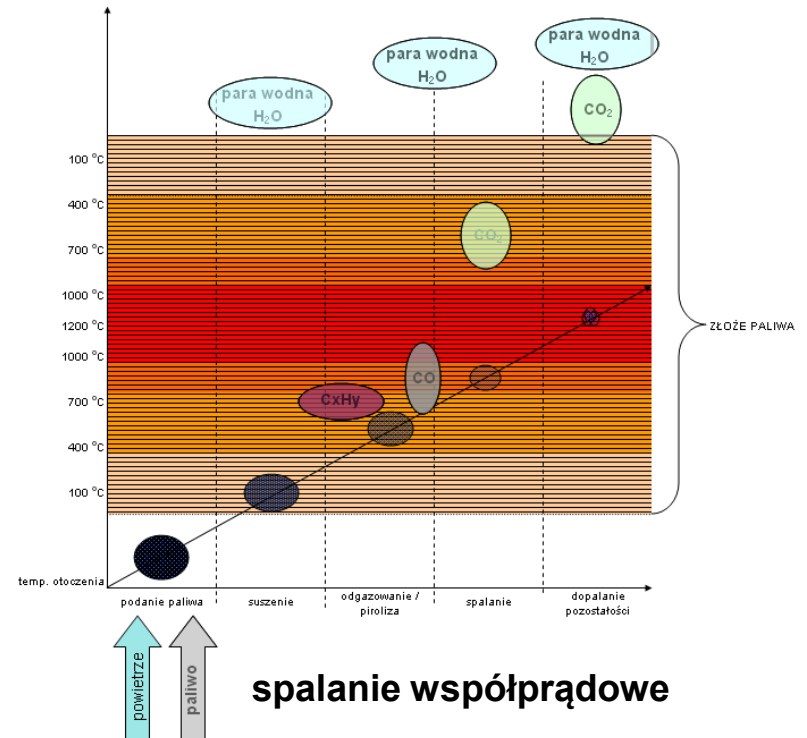 para wodna
H₂O
para wodna
H₂O
para wodna
H₂O
CO₂
100 °C
400 °C
CO₂
700 °C
1000 °C
1200 °C
ZŁOŻE PALIWA
1000 °C
CO
700 °C
CxHy
400 °C
100 °C
temp. otoczenia
podanie paliwa
suszenie
odgazowanie /
piroliza
spalanie
dopalanie
pozostałości
powietrze
paliwo
spalanie współprądowe